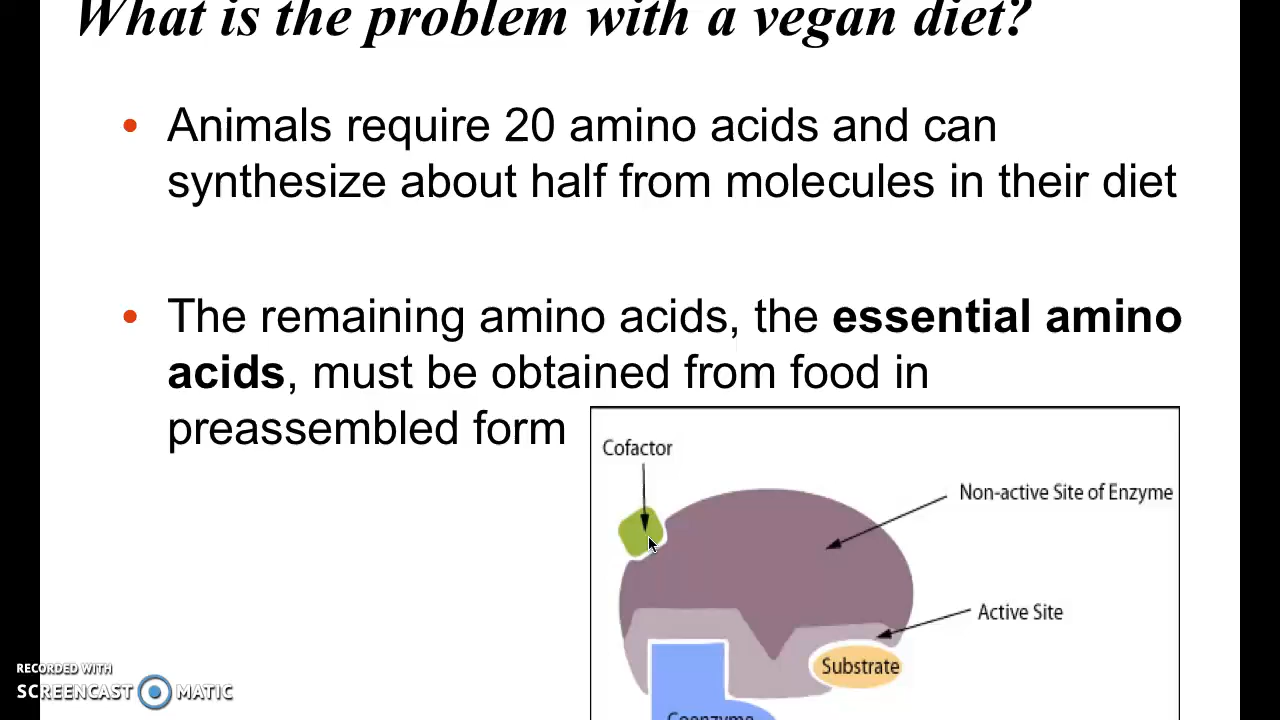 What is the problem with a vegan diet?
• Animals require 20 amino acids and can
synthesize about half from molecules in their diet
• The remaining amino acids, the essential amino
acids, must be obtained from food in
preassembled form
Cofactor
Non-active Site of Enzyme
Active Site
Substrate
Coenzyme
RECORDED WITH
SCREENCAST MATIC